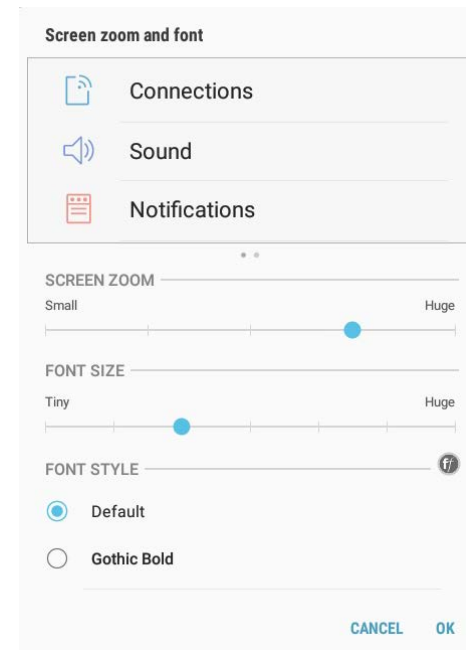 Screen zoom and font
Connections
Sound
Notifications
SCREEN ZOOM
Small Huge
FONT SIZE
Tiny Huge
FONT STYLE
Default
Gothic Bold
CANCEL OK